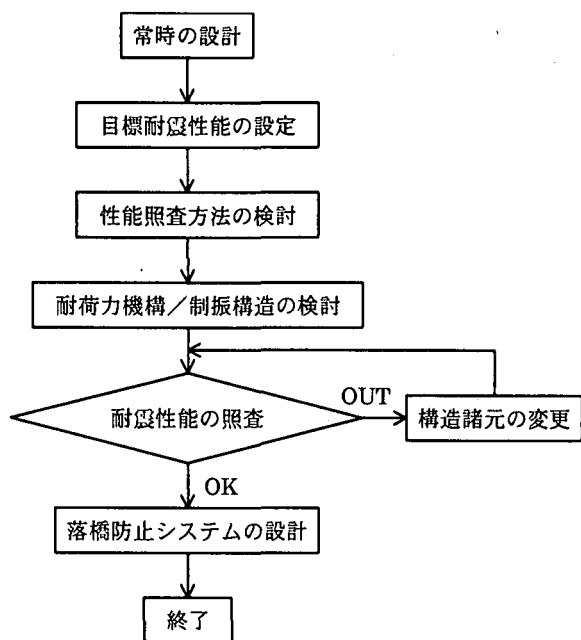 常時の設計
目標耐震性能の設定
性能照査方法の検討
耐荷力機構／制振構造の検討
耐震性能の照査
OUT
構造諸元の変更
OK
落橋防止システムの設計
終了